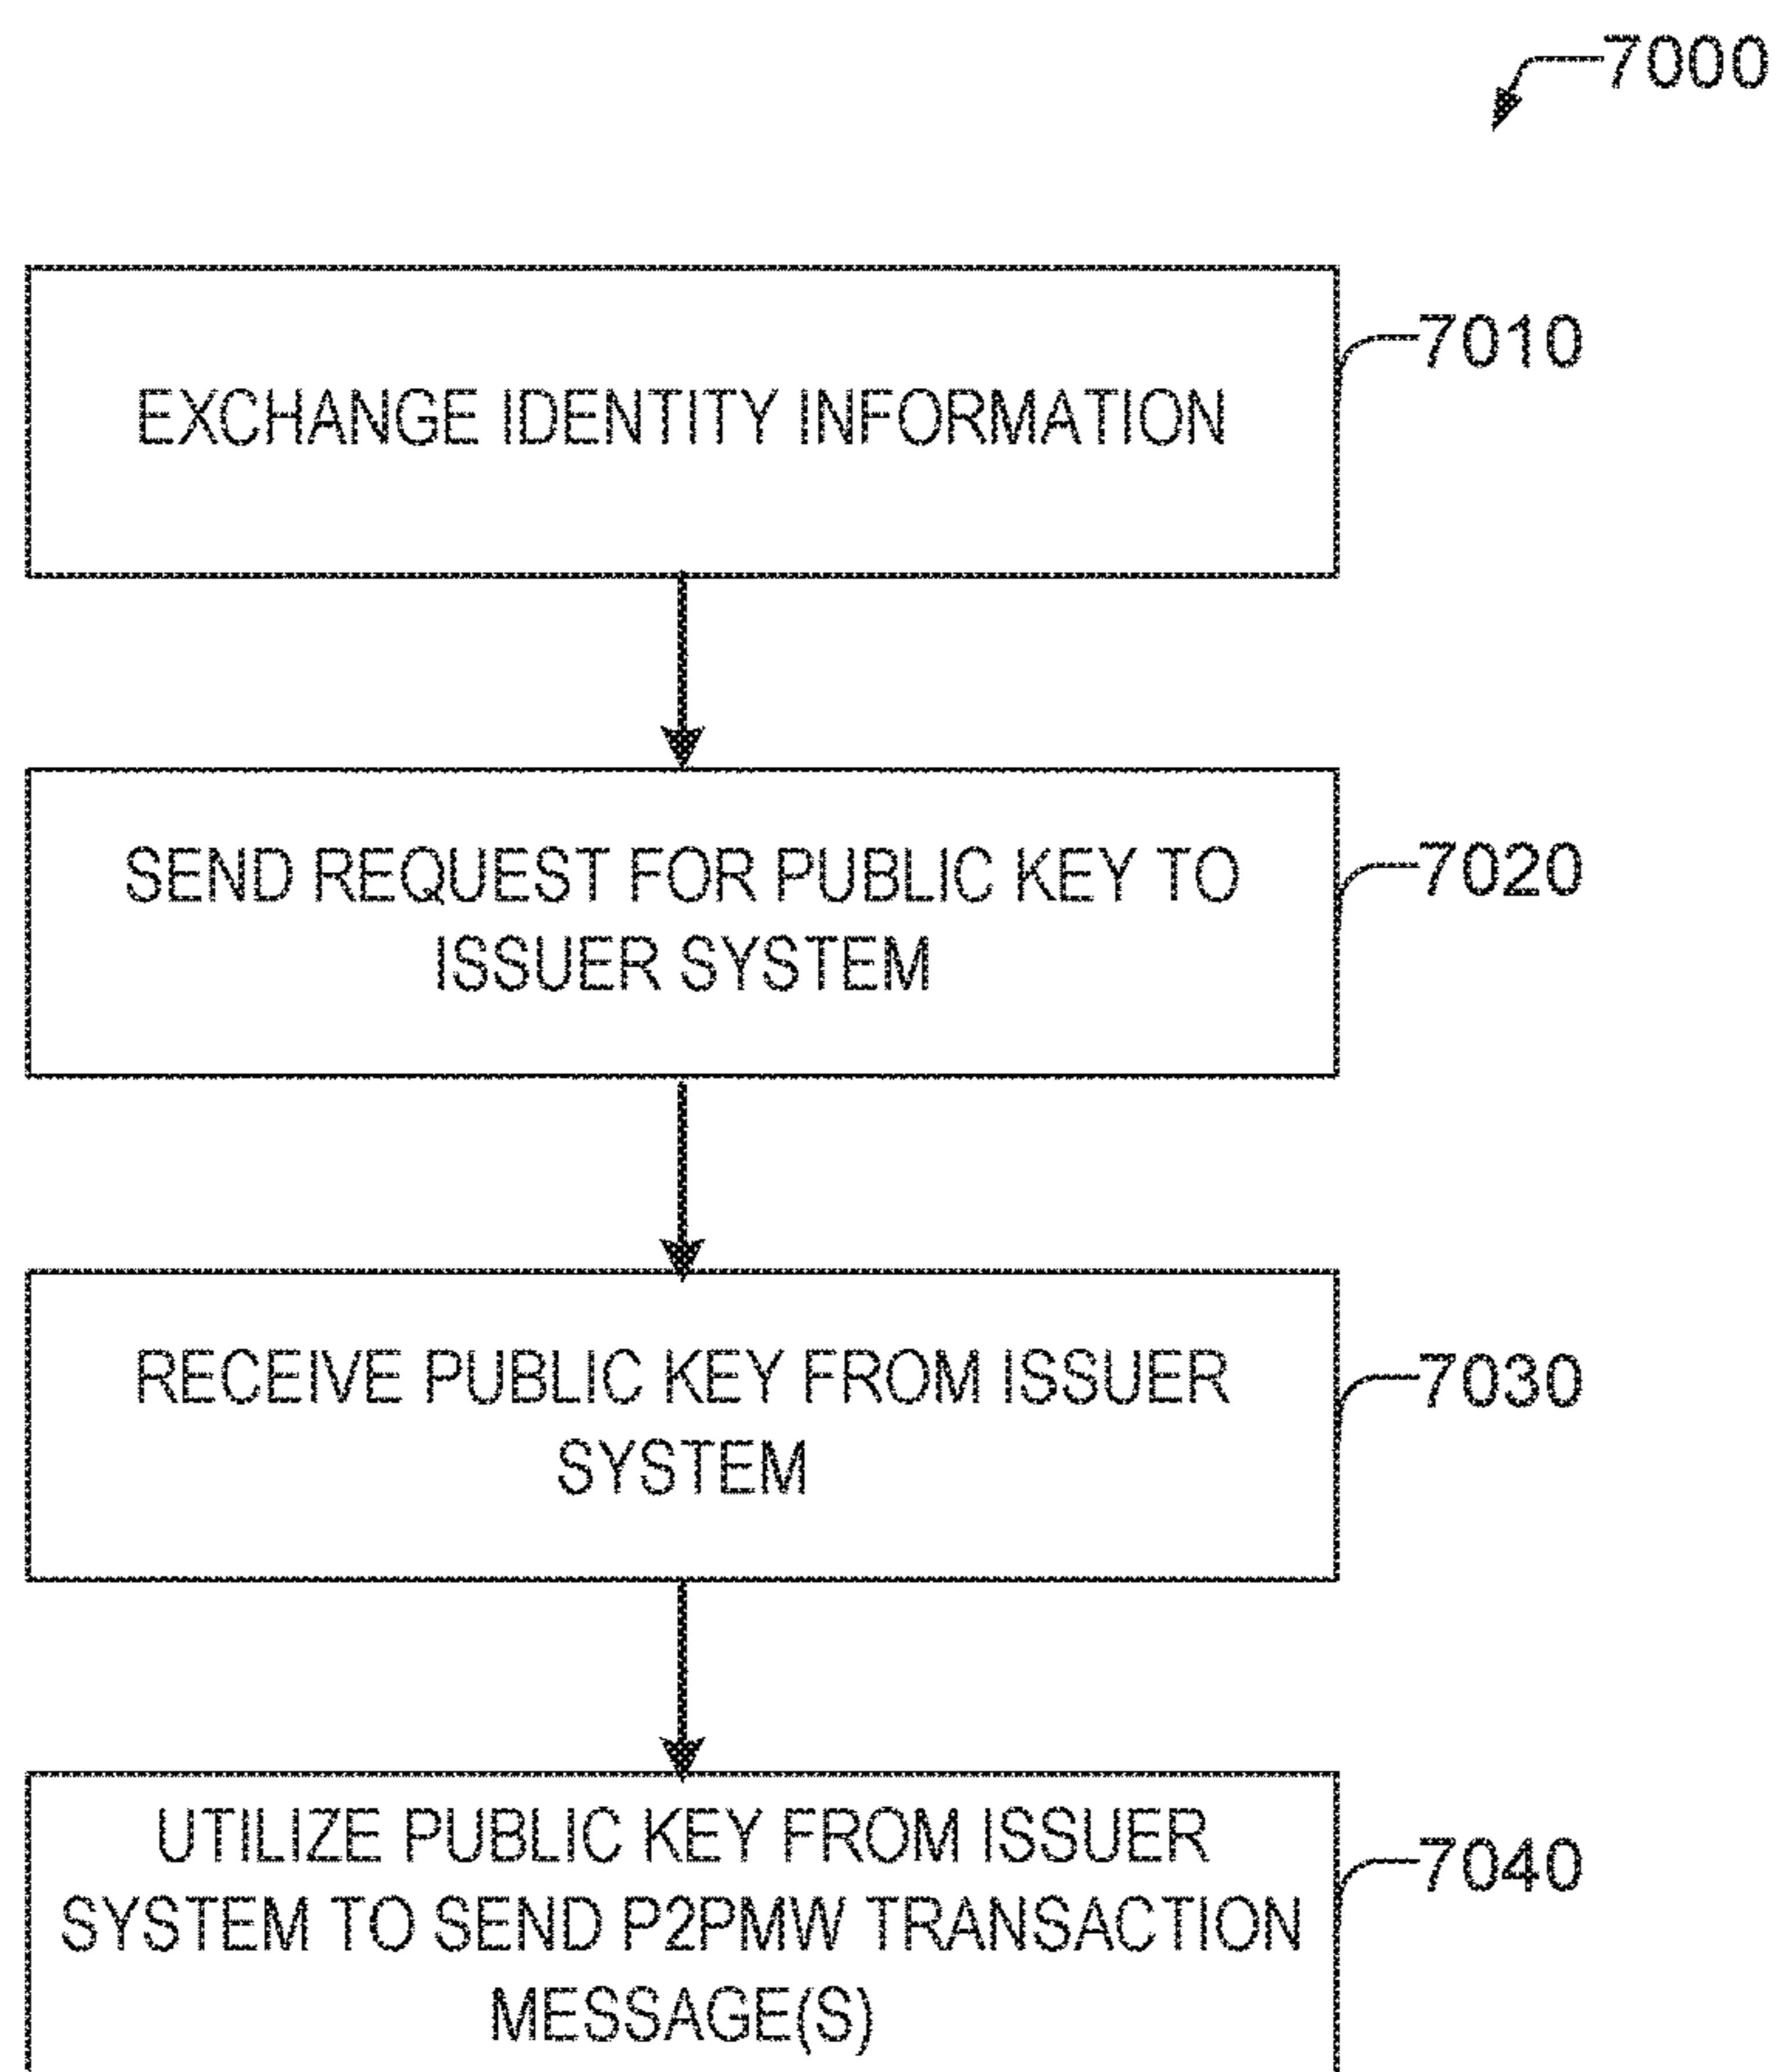 7000
EXCHANGE IDENTITY INFORMATION
7010
SEND REQUEST FOR PUBLIC KEY TO
ISSUER SYSTEM
7020
RECEIVE PUBLIC KEY FROM ISSUER
SYSTEM
7030
UTILIZE PUBLIC KEY FROM ISSUER
SYSTEM TO SEND P2PMW TRANSACTION
MESSAGE(S)
7040